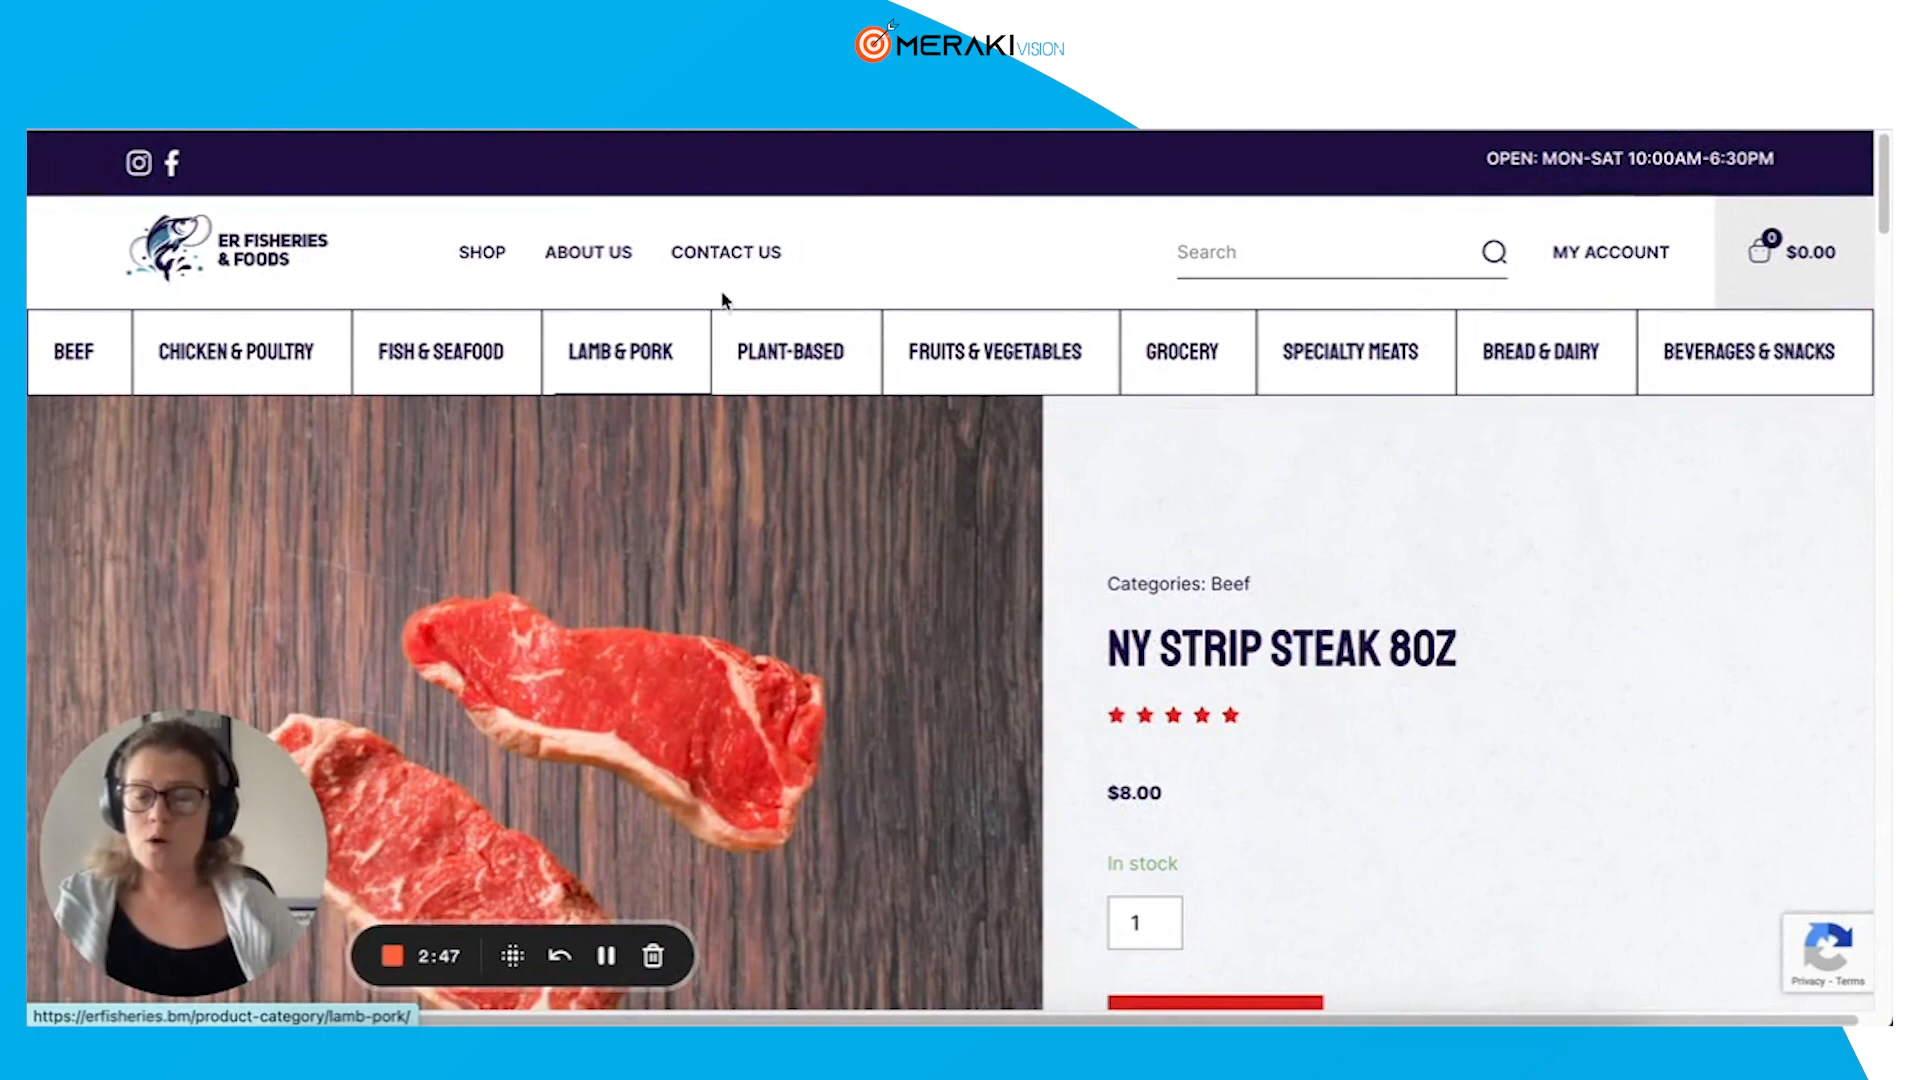 MERAKI VISION
OPEN: MON-SAT 10:00AM-6:30PM
ER FISHERIES
& FOODS
SHOP
ABOUT US
CONTACT US
Search
MY ACCOUNT
0
$0.00
BEEF
CHICKEN & POULTRY
FISH & SEAFOOD
LAMB & PORK
PLANT-BASED
FRUITS & VEGETABLES
GROCERY
SPECIALTY MEATS
BREAD & DAIRY
BEVERAGES & SNACKS
Categories: Beef
NY STRIP STEAK 8OZ
$8.00
In stock
1
2:47
Privacy - Terms
https://erfisheries.bm/product-category/lamb-pork/